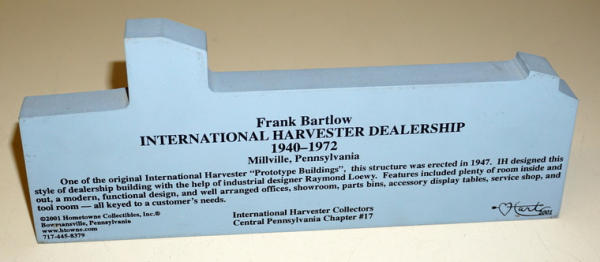 Frank Bartlow
INTERNATIONAL HARVESTER DEALERSHIP
1940–1972
Millville, Pennsylvania
One of the original International Harvester "Prototype Buildings", this structure was erected in 1947. IH designed this
style of dealership building with the help of industrial designer Raymond Loewy. Features included plenty of room inside and
out, a modern, functional design, and well arranged offices, showroom, parts bins, accessory display tables, service shop, and
tool room — all keyed to a customer's needs.
©2001 Hometowne Collectibles, Inc.®
Bowmansville, Pennsylvania
www.htowne.com
717-445-8379
International Harvester Collectors
Central Pennsylvania Chapter #17
Hart
2001